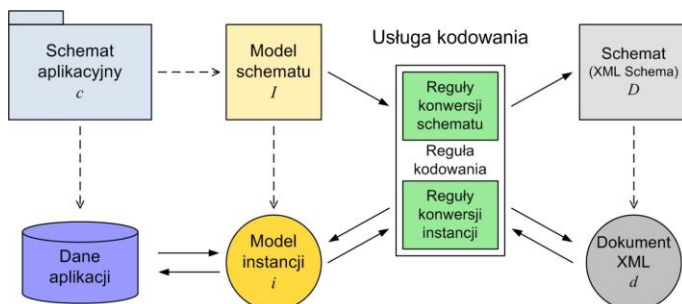 Usługa kodowania
Schemat
aplikacyjny
c
Model
schematu
I
Reguły
konwersji
schematu
Reguła
kodowania
Reguły
konwersji
instancji
Schemat
(XML Schema)
D
Dane
aplikacji
Model
instancji
i
Dokument
XML
d